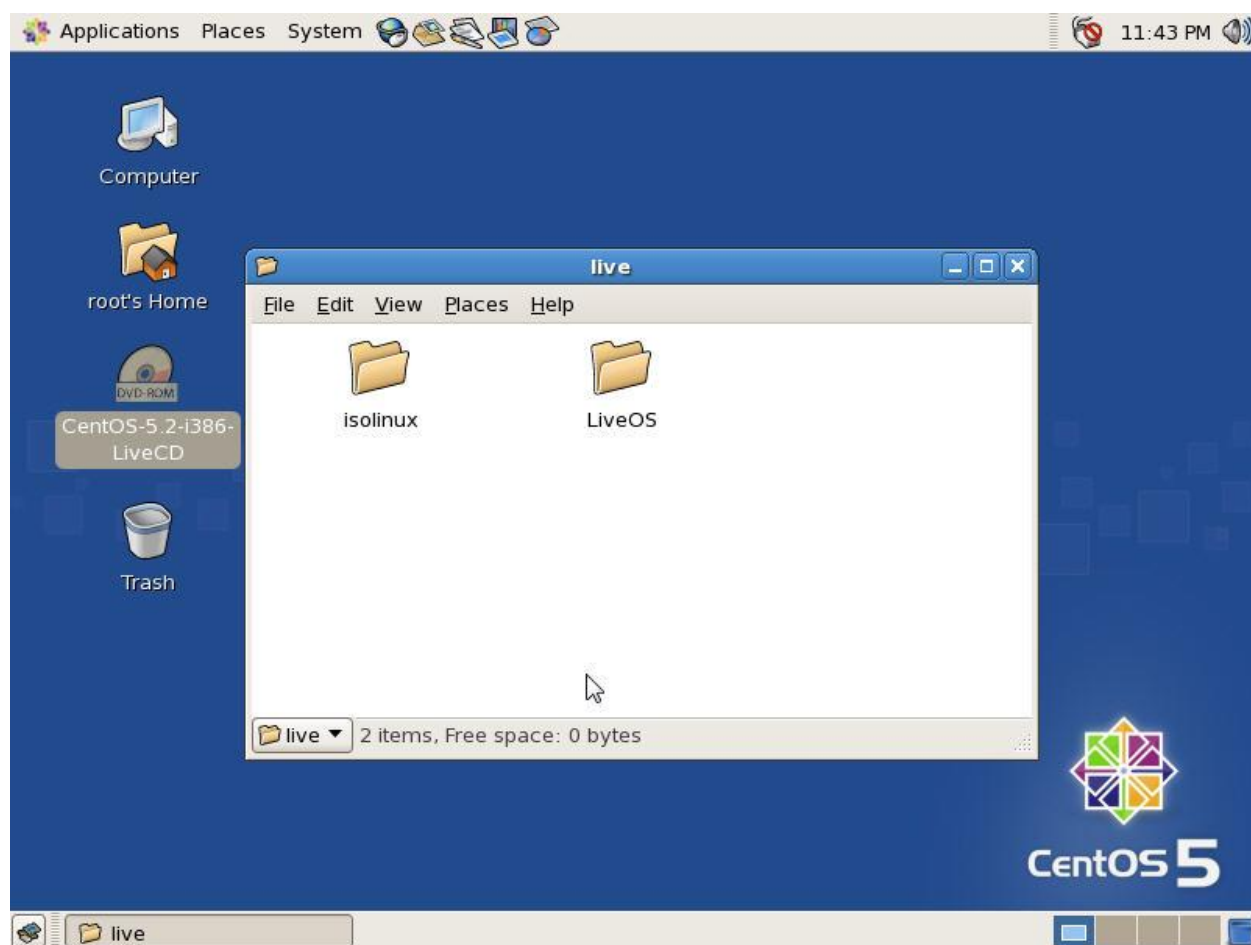 Applications Places System 11:43 PM
Computer
root's Home
DVD-ROM
CentOS-5.2-i386-
LiveCD
Trash
live
File Edit View Places Help
isolinux LiveOS
live 2 items, Free space: 0 bytes
CentOS 5
live